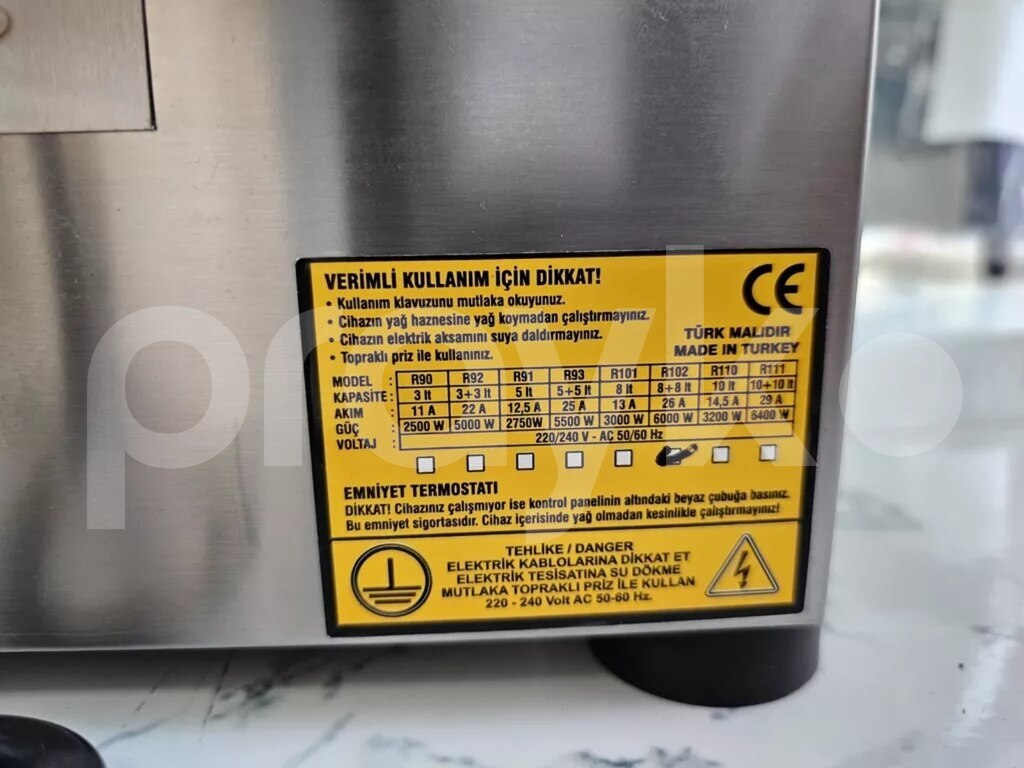 VERİMLİ KULLANIM İÇİN DİKKAT!
• Kullanım klavuzunu mutlaka okuyunuz.
• Cihazın yağ haznesine yağ koymadan çalıştırmayınız.
• Cihazın elektrik aksamını suya daldırmayınız.
• Topraklı priz ile kullanınız.
CE
TÜRK MALIDIR
MADE IN TURKEY
MODEL : R90 R92 R91 R93 R101 R102 R110 R111
KAPASİTE : 3 lt 3+3 lt 5 lt 5+5 lt 8 lt 8+8 lt 10 lt 10+10 lt
AKIM : 11 A 22 A 12,5 A 25 A 13 A 26 A 14,5 A 29 A
GÜÇ : 2500 W 5000 W 2750W 5500 W 3000 W 6000 W 3200 W 6400 W
VOLTAJ : 220/240 V - AC 50/60 Hz
EMNİYET TERMOSTATI
DİKKAT! Cihazınız çalışmıyor ise kontrol panelinin altındaki beyaz çubuğa basınız.
Bu emniyet sigortasıdır. Cihaz içerisinde yağ olmadan kesinlikle çalıştırmayınız!
TEHLİKE / DANGER
ELEKTRİK KABLOLARINA DİKKAT ET
ELEKTRİK TESİSATINA SU DÖKME
MUTLAKA TOPRAKLI PRİZ İLE KULLAN
220 - 240 Volt AC 50-60 Hz.
prayko